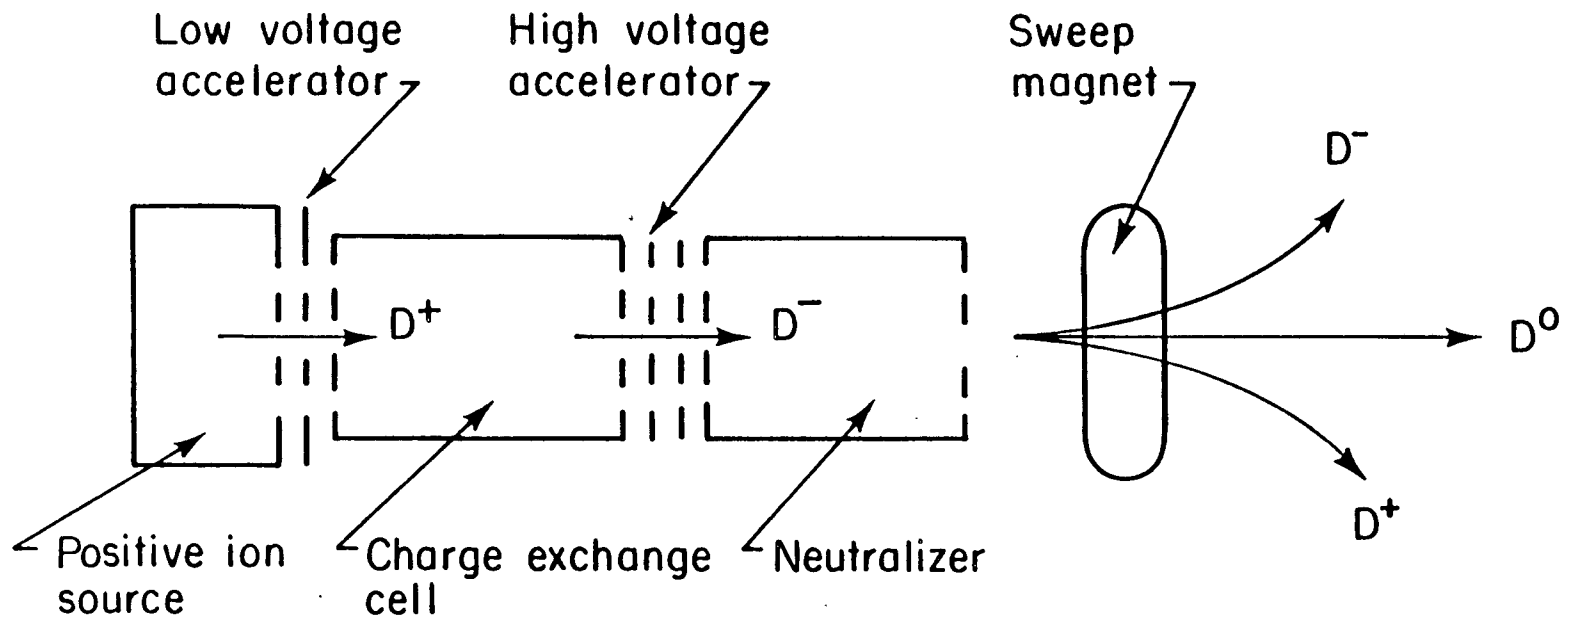 Low voltage
accelerator
High voltage
accelerator
Sweep
magnet
D⁻
D⁺
D⁻
D⁰
D⁺
Positive ion
source
Charge exchange
cell
Neutralizer